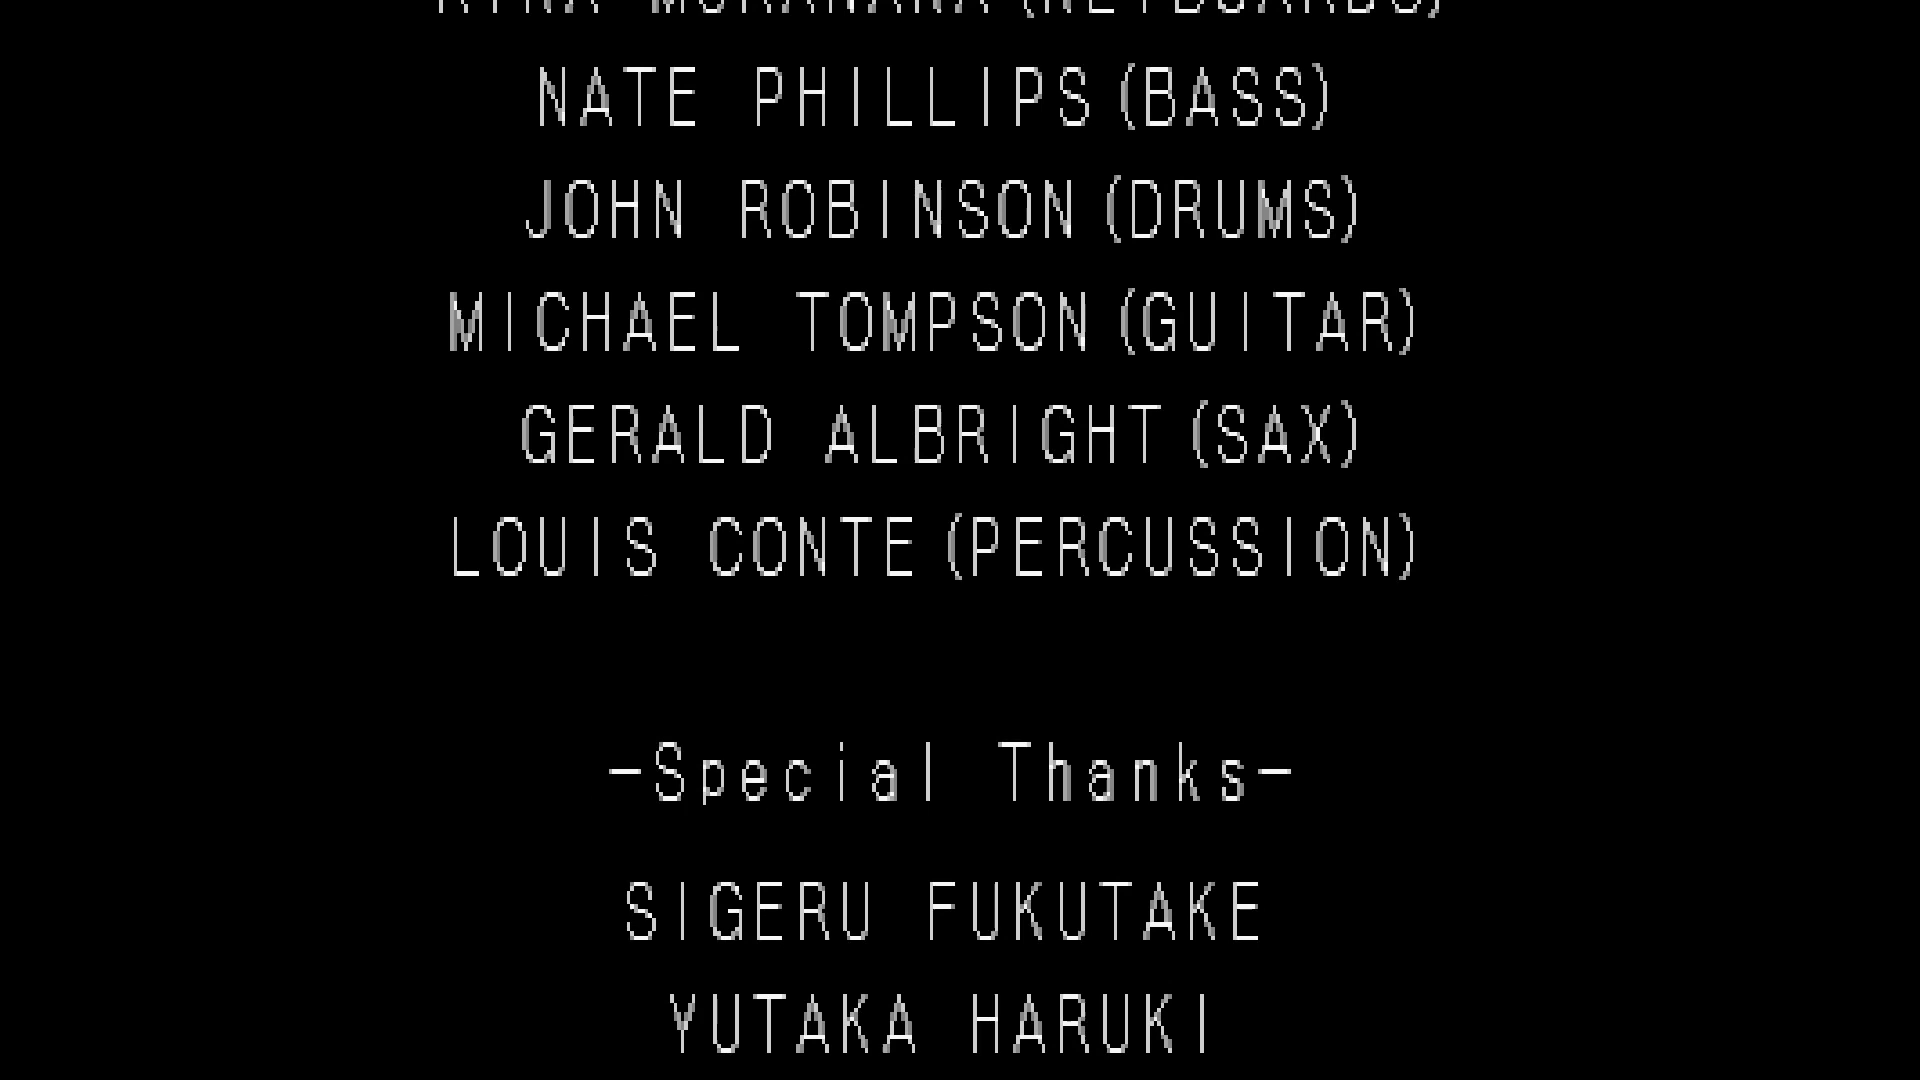 NATE PHILLIPS (BASS)
JOHN ROBINSON (DRUMS)
MICHAEL TOMPSON (GUITAR)
GERALD ALBRIGHT (SAX)
LOUIS CONTE (PERCUSSION)
-Special Thanks-
SIGERU FUKUTAKE
YUTAKA HARUKI